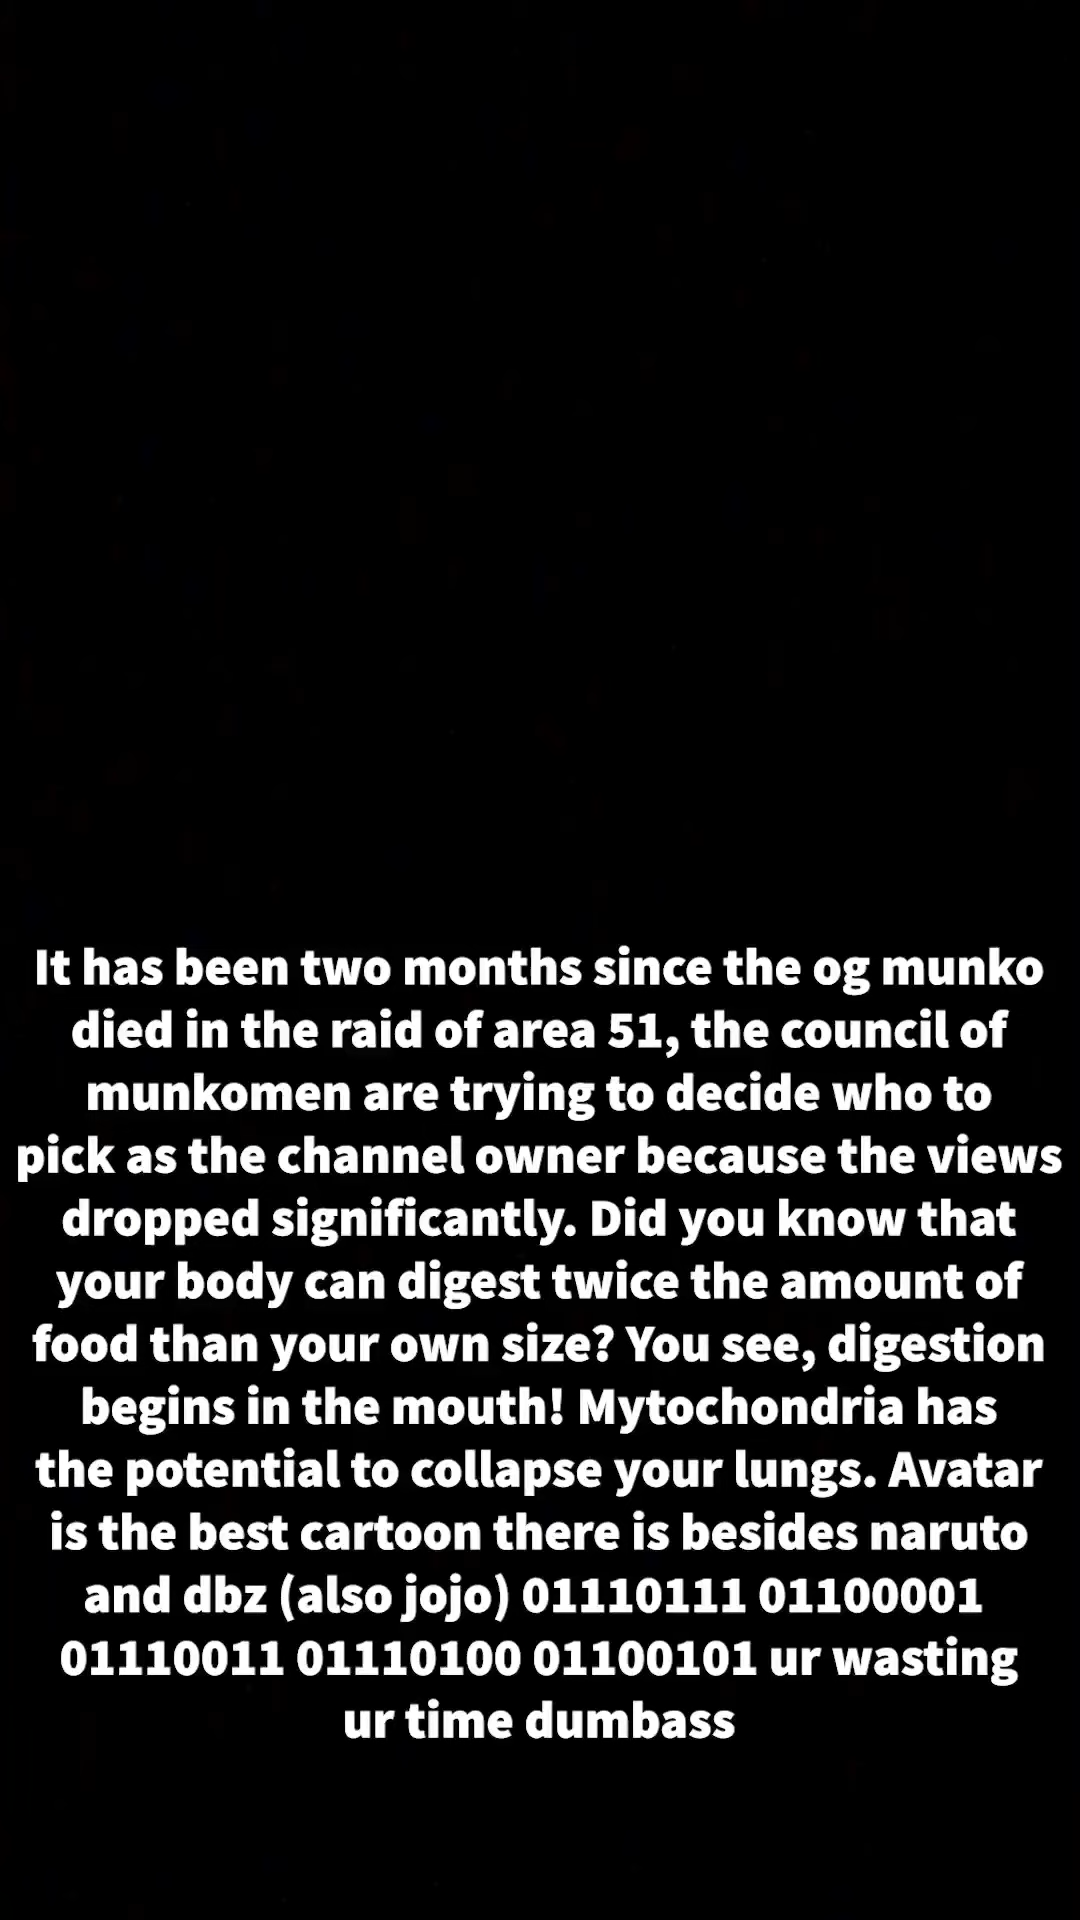 It has been two months since the og munko
died in the raid of area 51, the council of
munkomen are trying to decide who to
pick as the channel owner because the views
dropped significantly. Did you know that
your body can digest twice the amount of
food than your own size? You see, digestion
begins in the mouth! Mytochondria has
the potential to collapse your lungs. Avatar
is the best cartoon there is besides naruto
and dbz (also jojo) 01110111 01100001
01110011 01110100 01100101 ur wasting
ur time dumbass